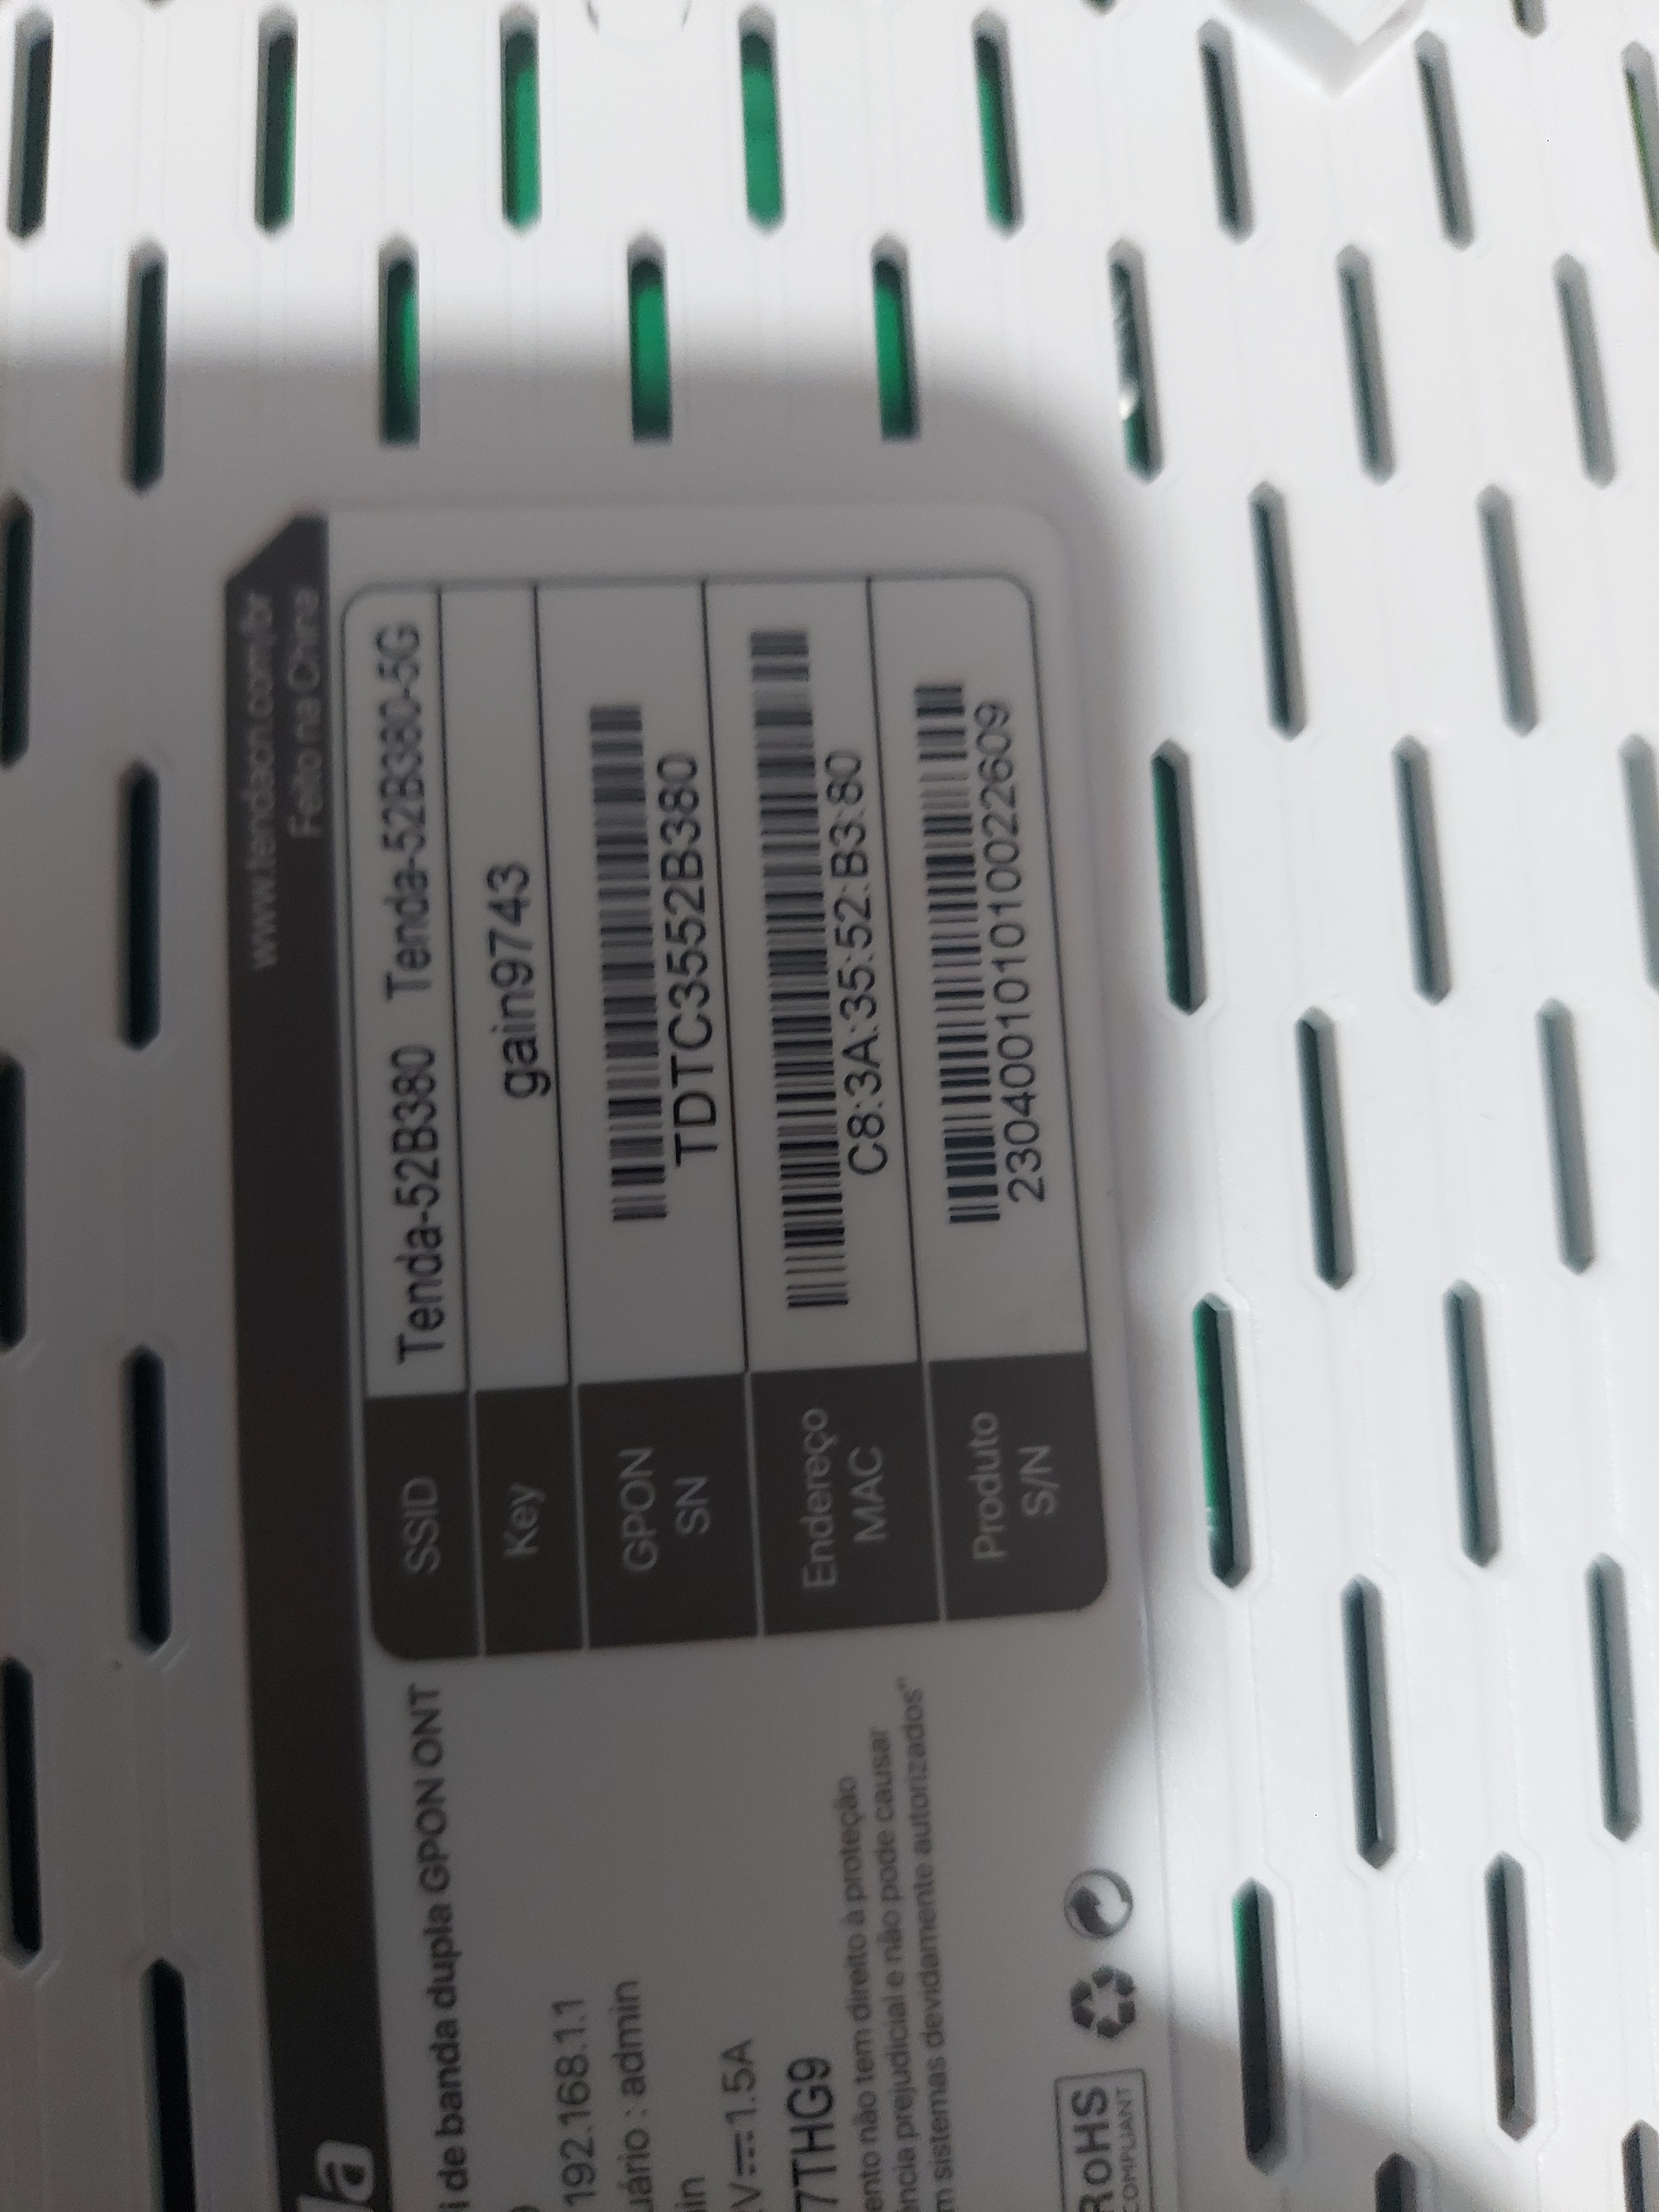 www.tendacn.com/br
Feito na China
SSID Tenda-52B380 Tenda-52B380-5G
Key gain9743
GPON SN TDTC3552B380
Endereço MAC C8:3A:35:52:B3:80
Produto S/N 230400101010022609
i de banda dupla GPON ONT
192.168.1.1
uário : admin
in
V⎓1.5A
7THG9
ento não tem direito à proteção
ência prejudicial e não pode causar
m sistemas devidamente autorizados"
RoHS
COMPLIANT